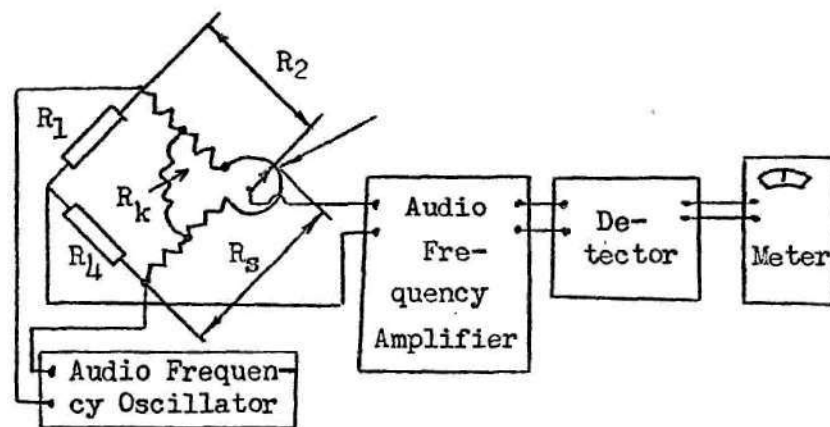 R2
R1
Rk
R4
Rs
Audio
Fre-
quency
Amplifier
De-
tector
Meter
Audio Frequen-
cy Oscillator